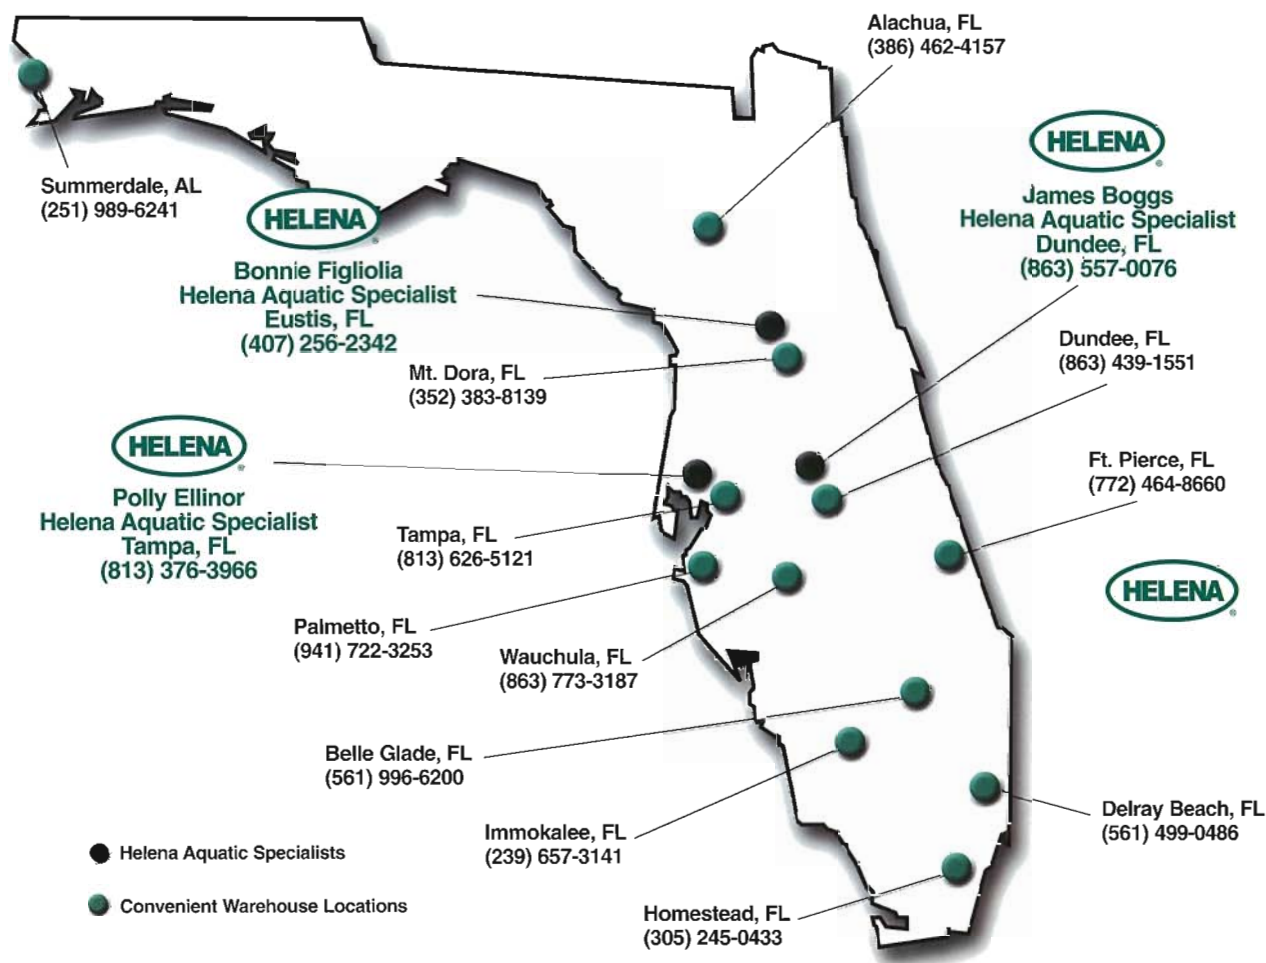 Alachua, FL
(386) 462-4157
HELENA
James Boggs
Helena Aquatic Specialist
Dundee, FL
(863) 557-0076
Summerdale, AL
(251) 989-6241
HELENA
Bonnie Figliolia
Helena Aquatic Specialist
Eustis, FL
(407) 256-2342
Dundee, FL
(863) 439-1551
Mt. Dora, FL
(352) 383-8139
HELENA
Polly Ellinor
Helena Aquatic Specialist
Tampa, FL
(813) 376-3966
Ft. Pierce, FL
(772) 464-8660
Tampa, FL
(813) 626-5121
HELENA
Palmetto, FL
(941) 722-3253
Wauchula, FL
(863) 773-3187
Belle Glade, FL
(561) 996-6200
Delray Beach, FL
(561) 499-0486
Immokalee, FL
(239) 657-3141
Helena Aquatic Specialists
Convenient Warehouse Locations
Homestead, FL
(305) 245-0433